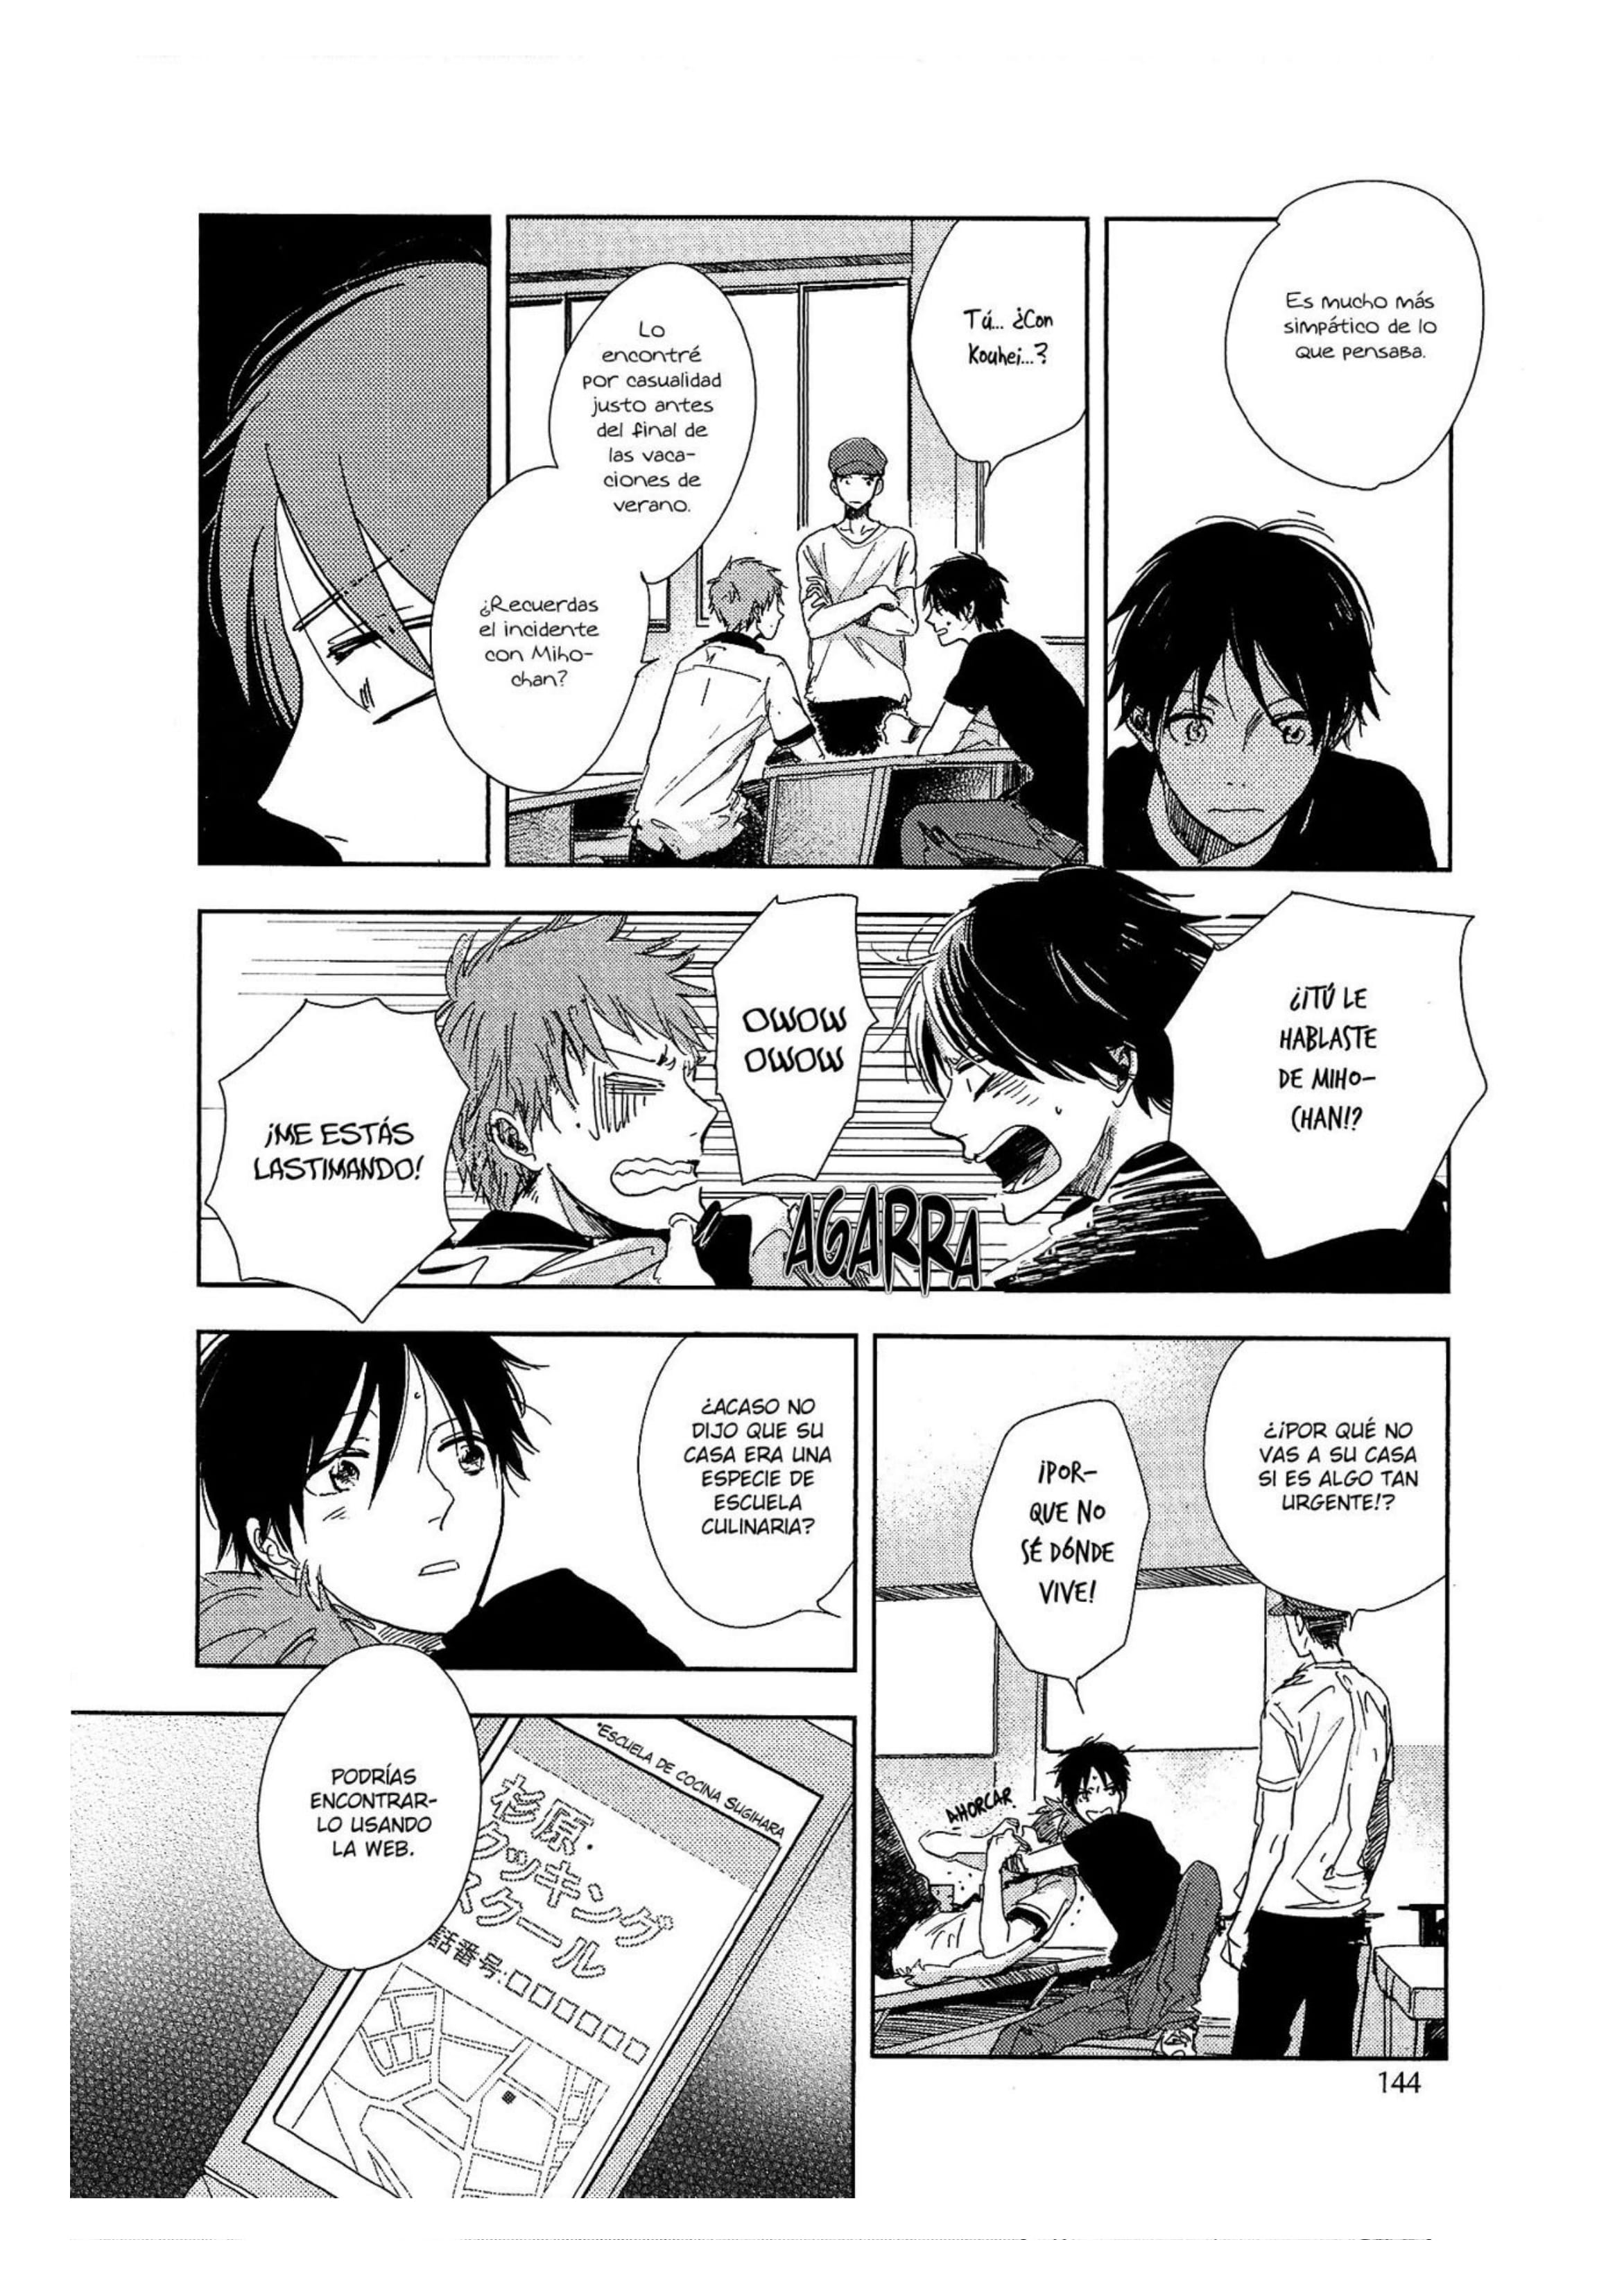 Es mucho más
simpático de lo
que pensaba.
Tú... ¿Con
Kouhei...?
Lo
encontré
por casualidad
justo antes
del final de
las vaca-
ciones de
verano.
¿Recuerdas
el incidente
con Miho-
chan?
¿¡TÚ LE
HABLASTE
DE MIHO-
CHAN!?
OWOW
OWOW
AGARRA
¡ME ESTÁS
LASTIMANDO!
¿¡POR QUÉ NO
VAS A SU CASA
SI ES ALGO TAN
URGENTE!?
¡POR-
QUE NO
SÉ DÓNDE
VIVE!
AHORCAR
¿ACASO NO
DIJO QUE SU
CASA ERA UNA
ESPECIE DE
ESCUELA
CULINARIA?
PODRÍAS
ENCONTRAR-
LO USANDO
LA WEB.
*ESCUELA DE COCINA SUGIHARA
杉原・
クッキング
スクール
話番号:□□□□□□
144